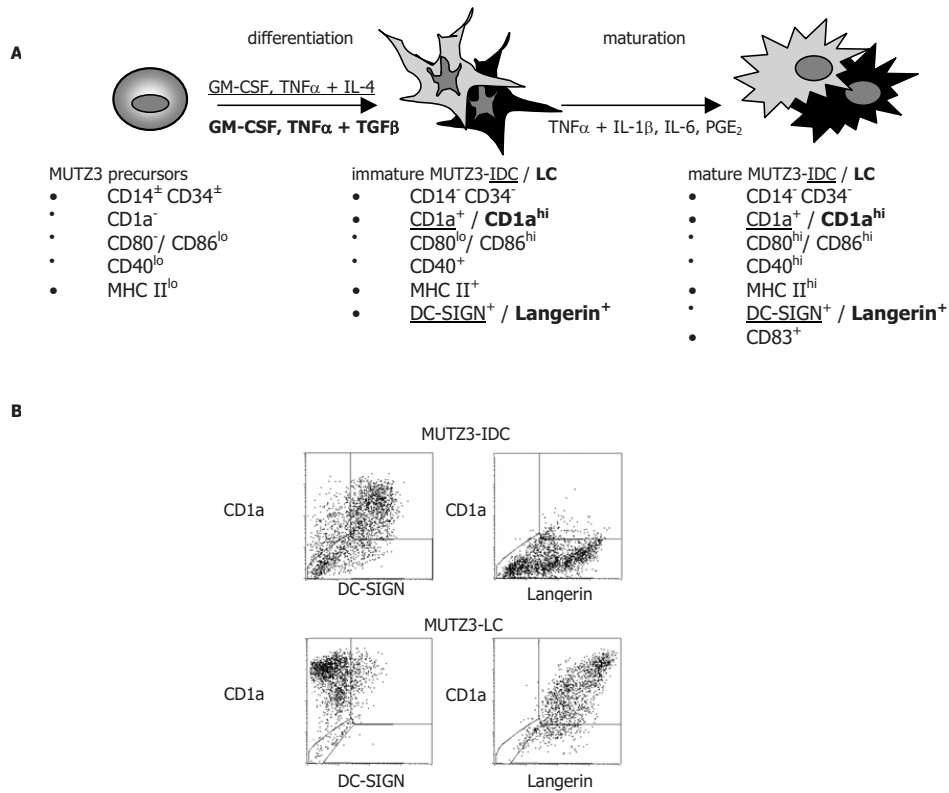 A
differentiation
maturation
GM-CSF, TNFα + IL-4
GM-CSF, TNFα + TGFβ
TNFα + IL-1β, IL-6, PGE₂
MUTZ3 precursors
• CD14± CD34±
• CD1a⁻
• CD80⁻/ CD86ˡᵒ
• CD40ˡᵒ
• MHC IIˡᵒ
immature MUTZ3-IDC / LC
• CD14⁻ CD34⁻
• CD1a⁺ / CD1aʰⁱ
• CD80ˡᵒ/ CD86ʰⁱ
• CD40⁺
• MHC II⁺
• DC-SIGN⁺ / Langerin⁺
mature MUTZ3-IDC / LC
• CD14⁻ CD34⁻
• CD1a⁺ / CD1aʰⁱ
• CD80ʰⁱ/ CD86ʰⁱ
• CD40ʰⁱ
• MHC IIʰⁱ
• DC-SIGN⁺ / Langerin⁺
• CD83⁺
B
MUTZ3-IDC
CD1a
DC-SIGN
CD1a
Langerin
MUTZ3-LC
CD1a
DC-SIGN
CD1a
Langerin